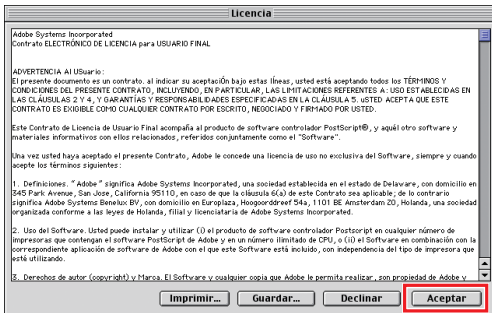 Licencia
Adobe Systems Incorporated
Contrato ELECTRÓNICO DE LICENCIA para USUARIO FINAL
ADVERTENCIA Al USuario:
El presente documento es un contrato. al indicar su aceptaciÓn bajo estas lÍneas, usted está aceptando todos los TÉRMINOS Y
CONDICIONES DEL PRESENTE CONTRATO, INCLUYENDO, EN PARTICULAR, LAS LIMITACIONES REFERENTES A: USO ESTABLECIDAS EN
LAS CLÁUSULAS 2 Y 4, Y GARANTÍAS Y RESPONSABILIDADES ESPECIFICADAS EN LA CLÁUSULA 5. uSTED ACEPTA QUE ESTE
CONTRATO ES EXIGIBLE COMO CUALQUIER CONTRATO POR ESCRITO, NEGOCIADO Y FIRMADO POR USTED.
Este Contrato de Licencia de Usuario Final acompaña al producto de software controlador PostScript®, y aquél otro software y
materiales informativos con ellos relacionados, referidos conjuntamente como el "Software".
Una vez usted haya aceptado el presente Contrato, Adobe le concede una licencia de uso no exclusiva del Software, siempre y cuando
acepte los términos siguientes:
1. Definiciones. "Adobe" significa Adobe Systems Incorporated, una sociedad establecida en el estado de Delaware, con domicilio en
345 Park Avenue, San Jose, California 95110, en caso de que la cláusula 6(a) de este Contrato sea aplicable; de lo contrario
significa Adobe Systems Benelux BV, con domicilio en Europlaza, Hoogoorddreef 54a, 1101 BE Amsterdam ZO, Holanda, una sociedad
organizada conforme a las leyes de Holanda, filial y licenciataria de Adobe Systems Incorporated.
2. Uso del Software. Usted puede instalar y utilizar (i) el producto de software controlador Postscript en cualquier número de
impresoras que contengan el software PostScript de Adobe y en un número ilimitado de CPU, o (ii) el Software en combinación con la
correspondiente aplicación de software de Adobe con el que este Software está incluido, con independencia del tipo de impresora que
esté utilizando.
3. Derechos de autor (copyright) y Marca. El Software y cualquier copia que Adobe le permita realizar, son propiedad de Adobe y
Imprimir... Guardar... Declinar Aceptar